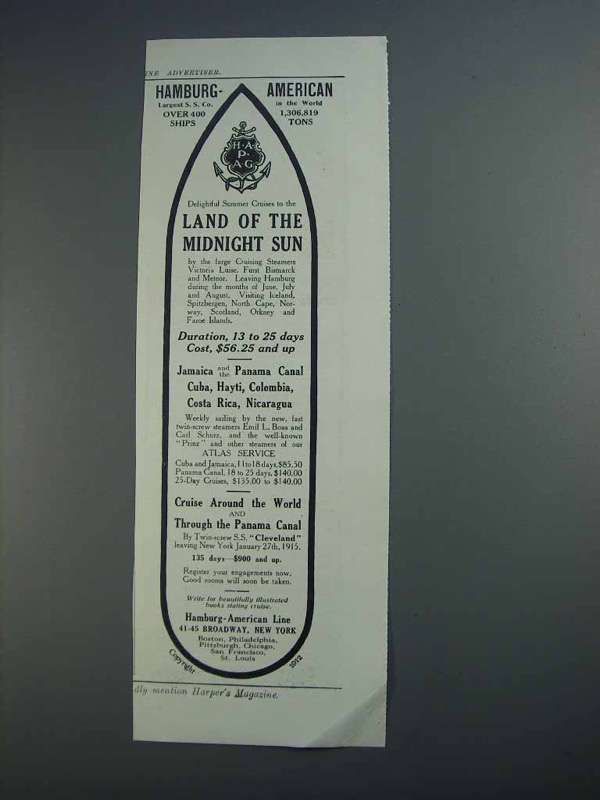 INE ADVERTISER.
HAMBURG- AMERICAN
Largest S. S. Co. in the World
OVER 400 1,306,819
SHIPS TONS
H-A-
P-
A-G
Delightful Summer Cruises to the
LAND OF THE
MIDNIGHT SUN
by the large Cruising Steamers
Victoria Luise, Furst Bismarck
and Meteor. Leaving Hamburg
during the months of June, July
and August. Visiting Iceland,
Spitzbergen, North Cape, Nor-
way, Scotland, Orkney and
Faroe Islands.
Duration, 13 to 25 days
Cost, $56.25 and up
Jamaica and the Panama Canal
Cuba, Hayti, Colombia,
Costa Rica, Nicaragua
Weekly sailing by the new, fast
twin-screw steamers Emil L. Boas and
Carl Schurz, and the well-known
"Prinz" and other steamers of our
ATLAS SERVICE
Cuba and Jamaica, 11 to 18 days, $85.50
Panama Canal, 18 to 25 days, $140.00
25-Day Cruises, $135.00 to $140.00
Cruise Around the World
AND
Through the Panama Canal
By Twin-screw S.S. "Cleveland"
leaving New York January 27th, 1915.
135 days—$900 and up.
Register your engagements now.
Good rooms will soon be taken.
Write for beautifully illustrated
books stating cruise.
Hamburg-American Line
41-45 BROADWAY, NEW YORK
Boston, Philadelphia,
Pittsburgh, Chicago,
San Francisco,
St. Louis
Copyright 1912
dly mention Harper's Magazine.